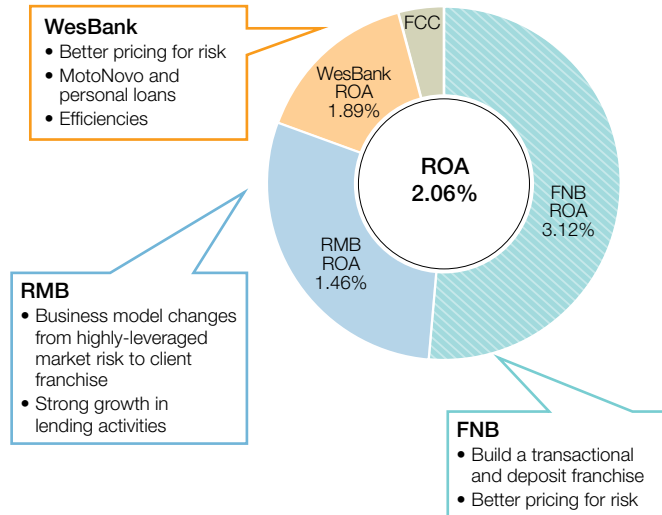 WesBank
• Better pricing for risk
• MotoNovo and
personal loans
• Efficiencies
FCC
WesBank
ROA
1.89%
ROA
2.06%
FNB
ROA
3.12%
RMB
ROA
1.46%
RMB
• Business model changes
from highly-leveraged
market risk to client
franchise
• Strong growth in
lending activities
FNB
• Build a transactional
and deposit franchise
• Better pricing for risk